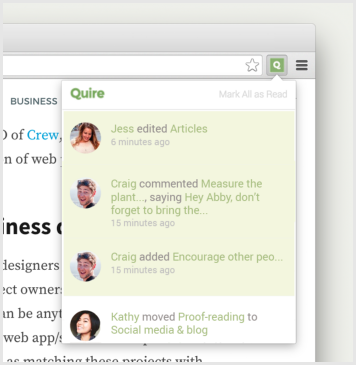 Q
Quire
Mark All as Read
BUSINESS
Jess edited Articles
6 minutes ago
Craig commented Measure the
plant..., saying Hey Abby, don't
forget to bring the...
15 minutes ago
Craig added Encourage other peo...
15 minutes ago
Kathy moved Proof-reading to
Social media & blog
of Crew,
n of web
iness
designers
ect owners
an be anyt
web app/s
as matching these projects with